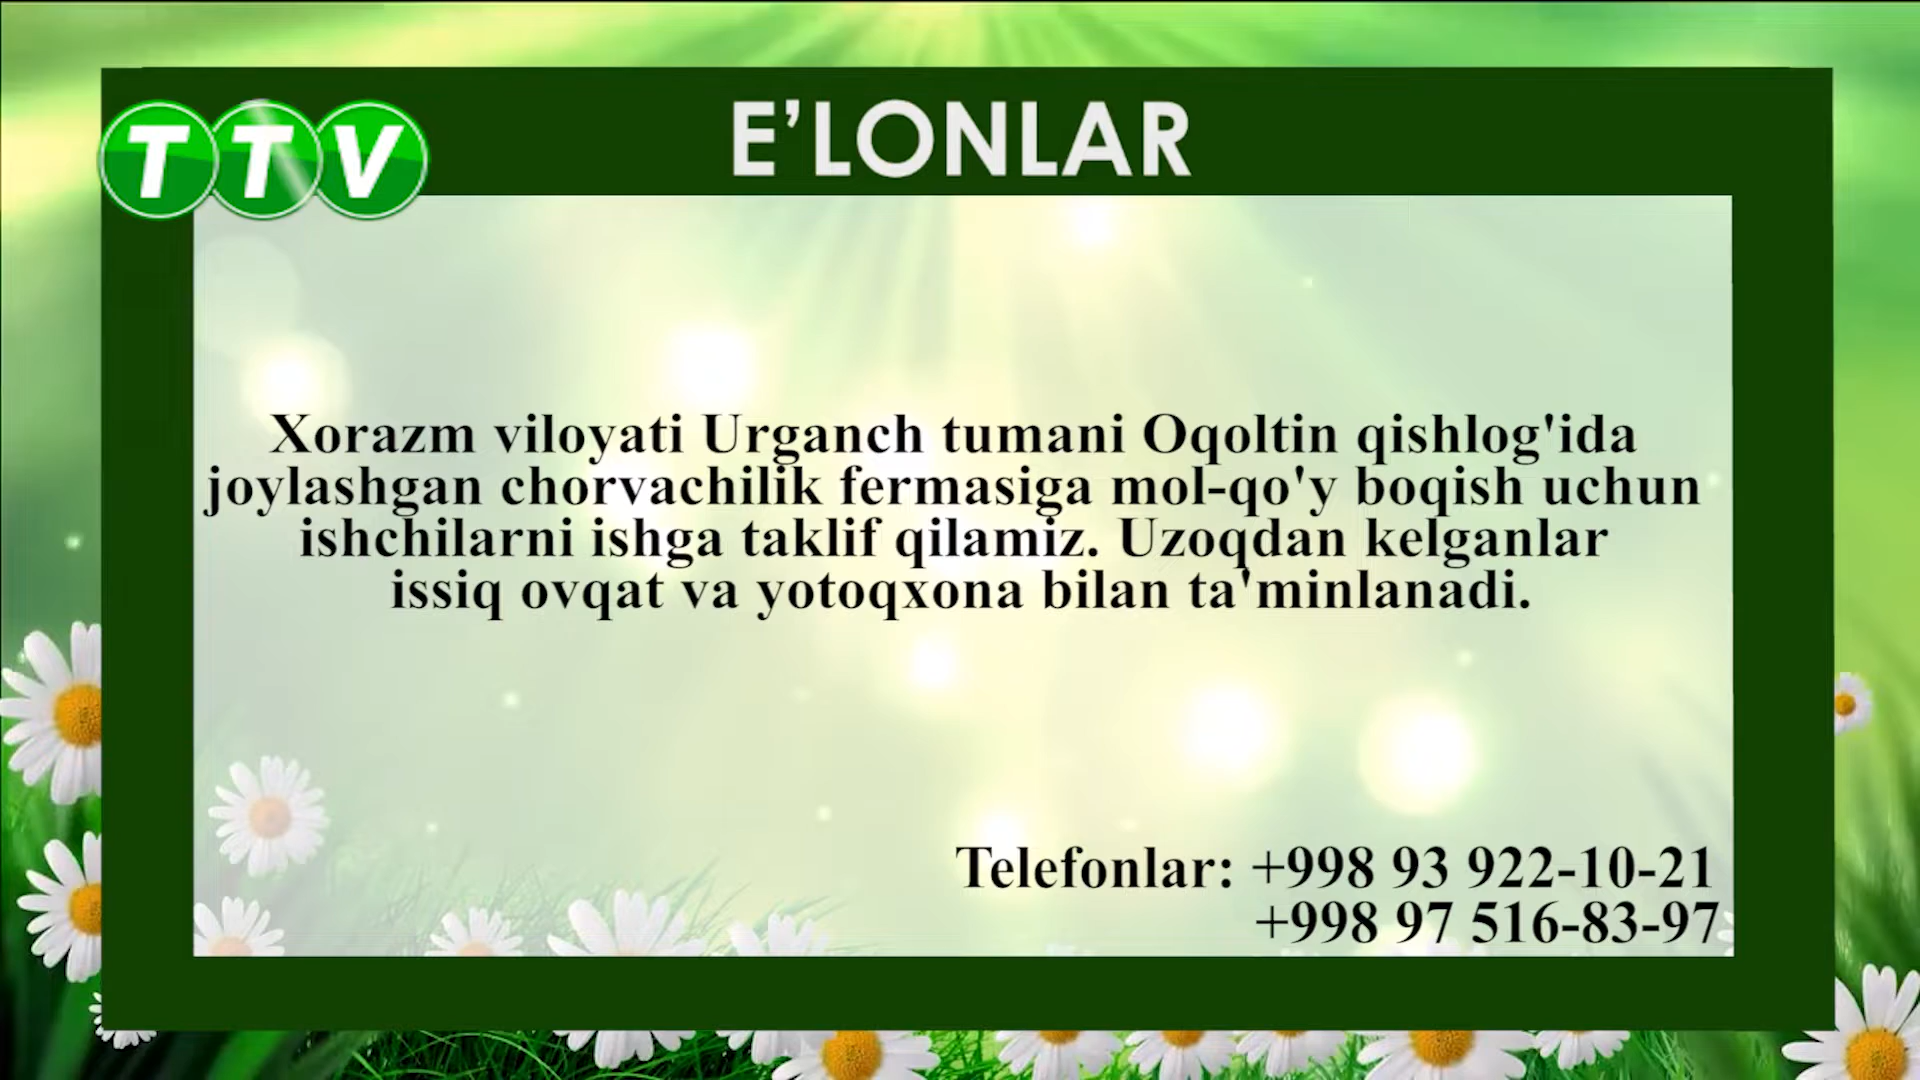 TTV
E’LONLAR
Xorazm viloyati Urganch tumani Oqoltin qishlog'ida
joylashgan chorvachilik fermasiga mol-qo'y boqish uchun
ishchilarni ishga taklif qilamiz. Uzoqdan kelganlar
issiq ovqat va yotoqxona bilan ta'minlanadi.
Telefonlar: +998 93 922-10-21
+998 97 516-83-97